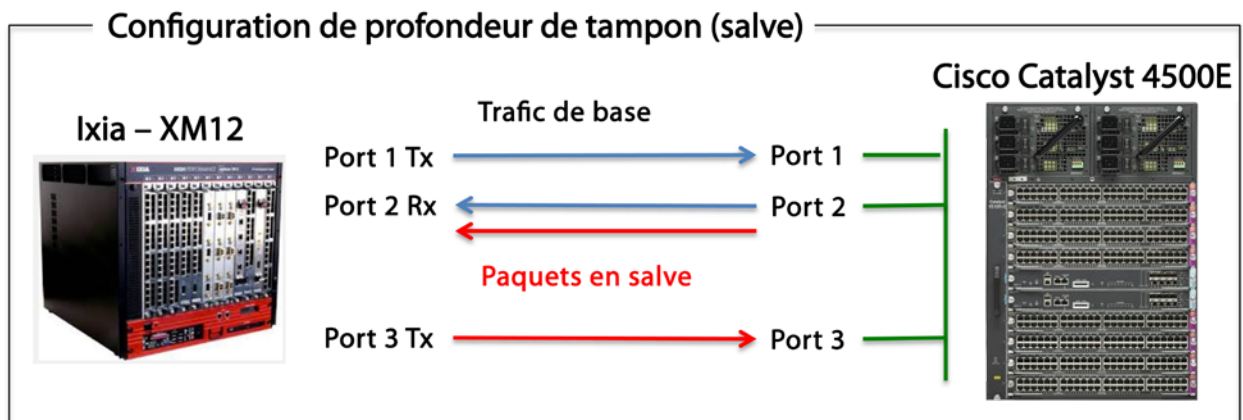 Configuration de profondeur de tampon (salve)
Cisco Catalyst 4500E
Ixia – XM12
Trafic de base
Port 1 Tx
Port 1
Port 2 Rx
Port 2
Paquets en salve
Port 3 Tx
Port 3